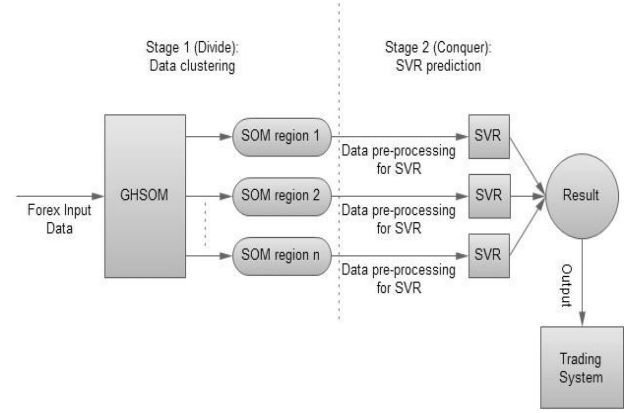 Stage 1 (Divide):
Data clustering
Stage 2 (Conquer):
SVR prediction
Forex Input
Data
GHSOM
SOM region 1
Data pre-processing
for SVR
SVR
SOM region 2
Data pre-processing
for SVR
SVR
SOM region n
Data pre-processing
for SVR
SVR
Result
Output
Trading
System